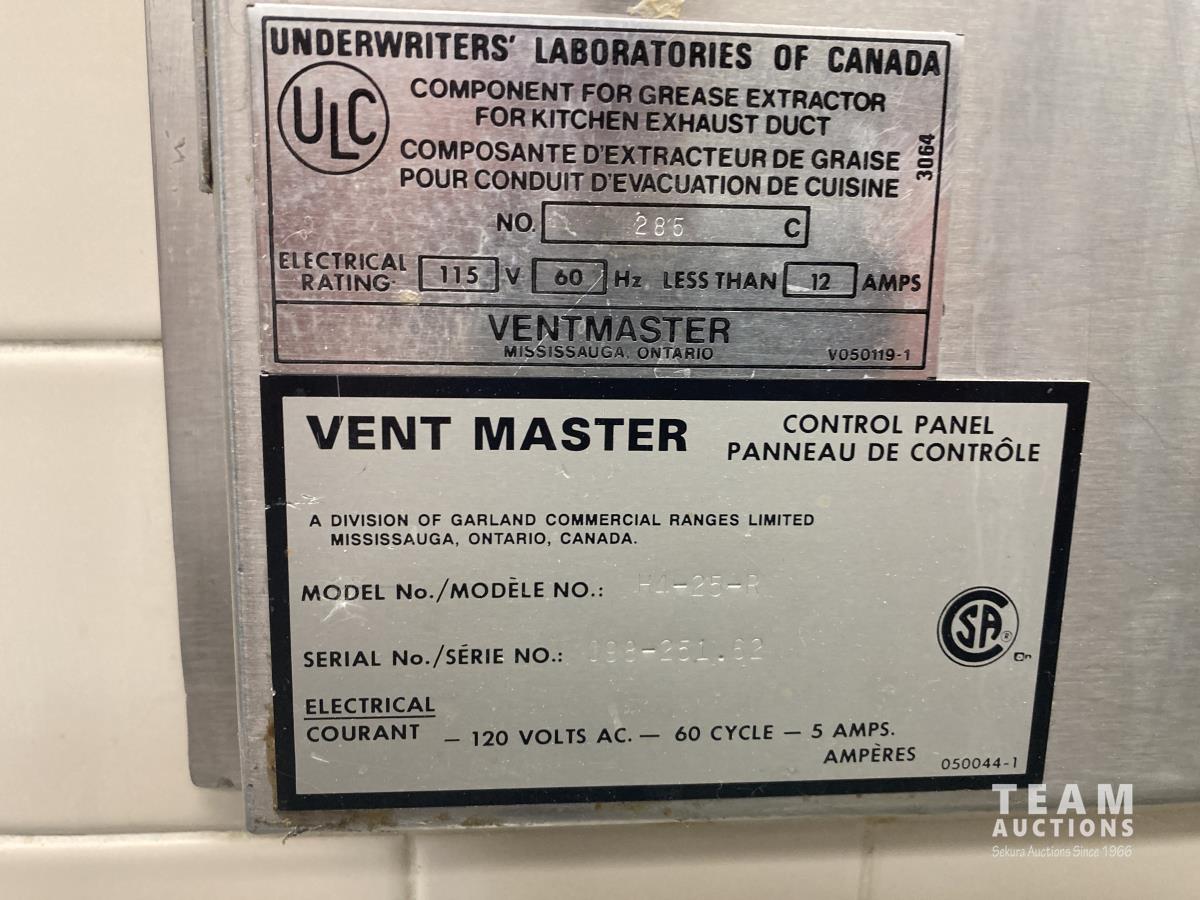 UNDERWRITERS' LABORATORIES OF CANADA
ULC
COMPONENT FOR GREASE EXTRACTOR
FOR KITCHEN EXHAUST DUCT
COMPOSANTE D'EXTRACTEUR DE GRAISE
POUR CONDUIT D'EVACUATION DE CUISINE
3064
NO. 285 C
ELECTRICAL RATING 115 V 60 Hz LESS THAN 12 AMPS
VENTMASTER
MISSISSAUGA, ONTARIO V050119-1
VENT MASTER
CONTROL PANEL
PANNEAU DE CONTRÔLE
A DIVISION OF GARLAND COMMERCIAL RANGES LIMITED
MISSISSAUGA, ONTARIO, CANADA.
MODEL No./MODÈLE NO.: H4-25-R
SERIAL No./SÉRIE NO.:
CSA
ELECTRICAL
COURANT – 120 VOLTS AC. – 60 CYCLE – 5 AMPS.
AMPÈRES
050044-1
TEAM
AUCTIONS
Sekura Auctions Since 1966